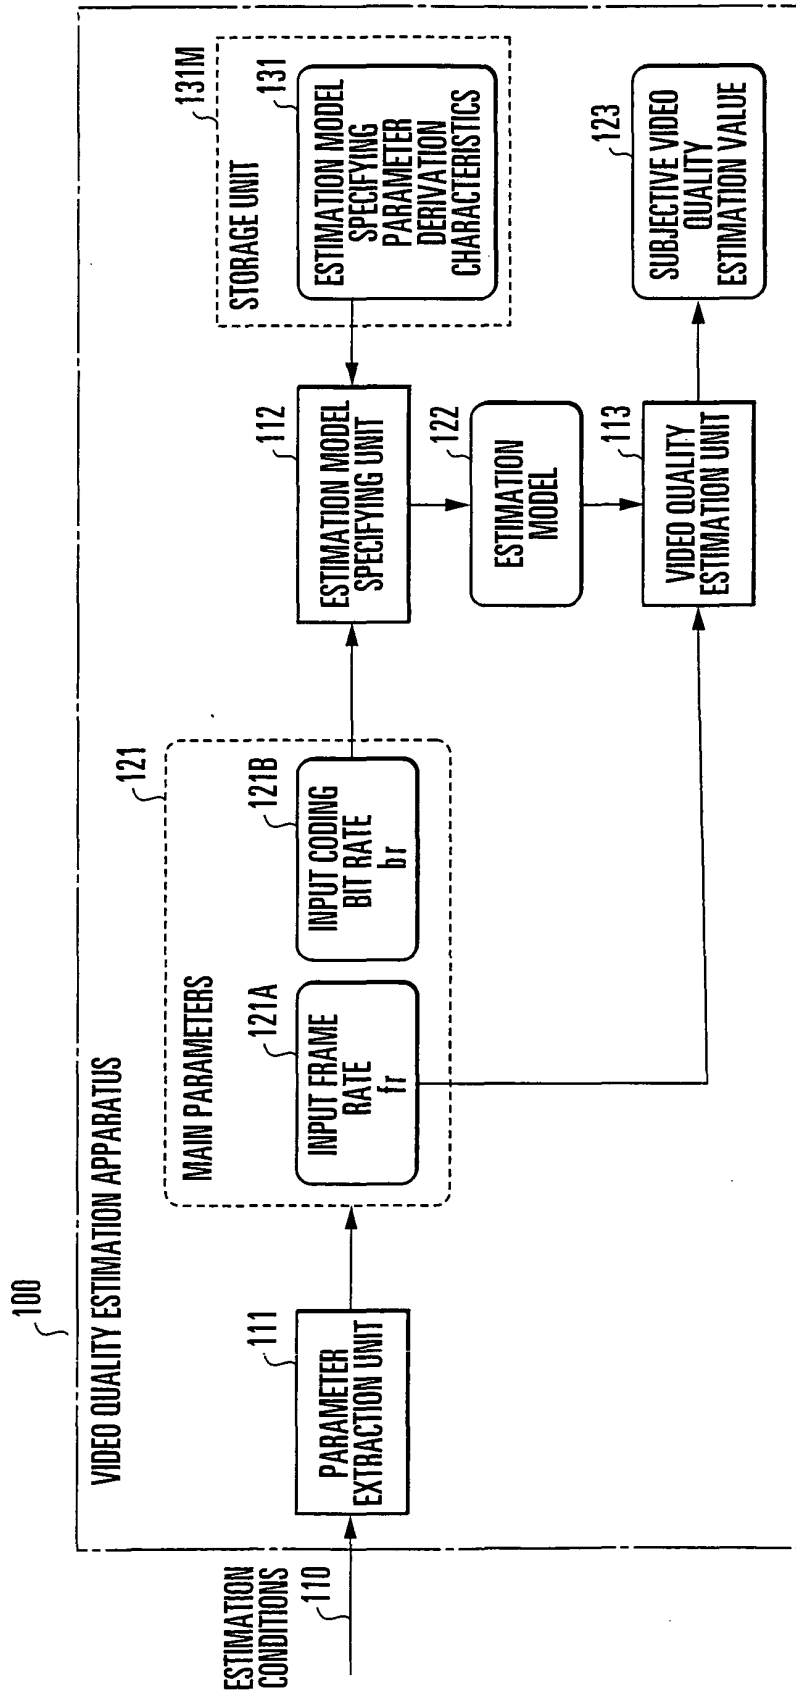 100
VIDEO QUALITY ESTIMATION APPARATUS
ESTIMATION
CONDITIONS
110
111
PARAMETER
EXTRACTION UNIT
121
MAIN PARAMETERS
121A
INPUT FRAME
RATE
fr
121B
INPUT CODING
BIT RATE
br
112
ESTIMATION MODEL
SPECIFYING UNIT
131M
STORAGE UNIT
131
ESTIMATION MODEL
SPECIFYING
PARAMETER
DERIVATION
CHARACTERISTICS
122
ESTIMATION
MODEL
113
VIDEO QUALITY
ESTIMATION UNIT
123
SUBJECTIVE VIDEO
QUALITY
ESTIMATION VALUE